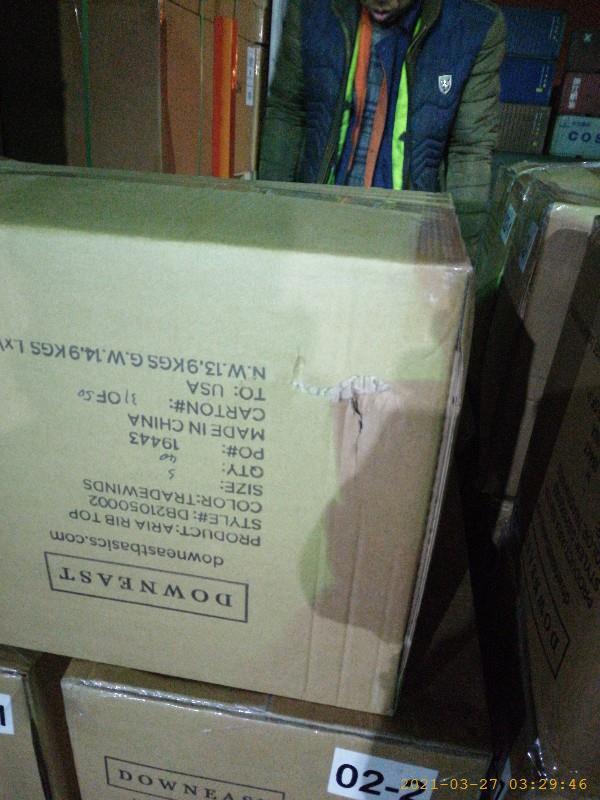 DOWNEAST
downeastbasics.com
PRODUCT:ARIA RIB TOP
STYLE#: DB21050002
COLOR:TRADEWINDS
SIZE: S
QTY: 40
PO#: 19443
MADE IN CHINA
CARTON#: 31 OF 50
TO: USA
N.W.13.9KGS G.W.14.9KGS
DOWNEAST
02-2
DOWNEAST
COS
2021-03-27 03:29:46